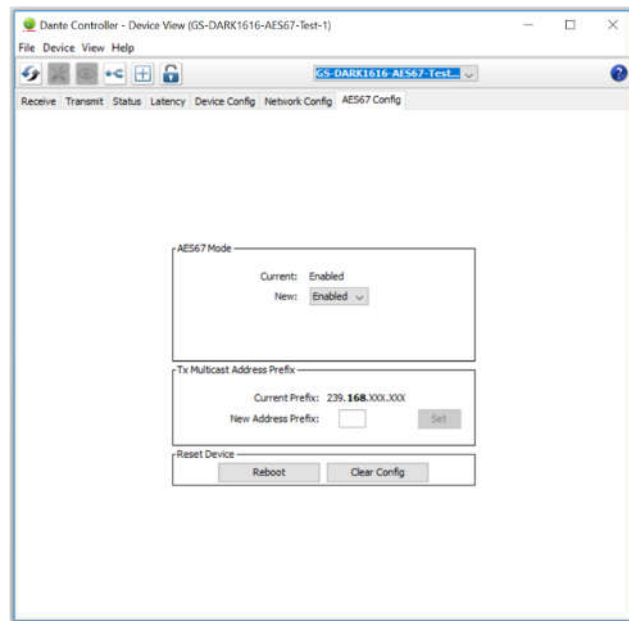 Dante Controller - Device View (GS-DARK1616-AES67-Test-1)
File Device View Help
GS-DARK1616-AES67-Test...
Receive Transmit Status Latency Device Config Network Config AES67 Config
AES67 Mode
Current: Enabled
New: Enabled
Tx Multicast Address Prefix
Current Prefix: 239.168.XXX.XXX
New Address Prefix: Set
Reset Device
Reboot Clear Config